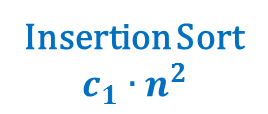 Insertion Sort
c₁ · n²